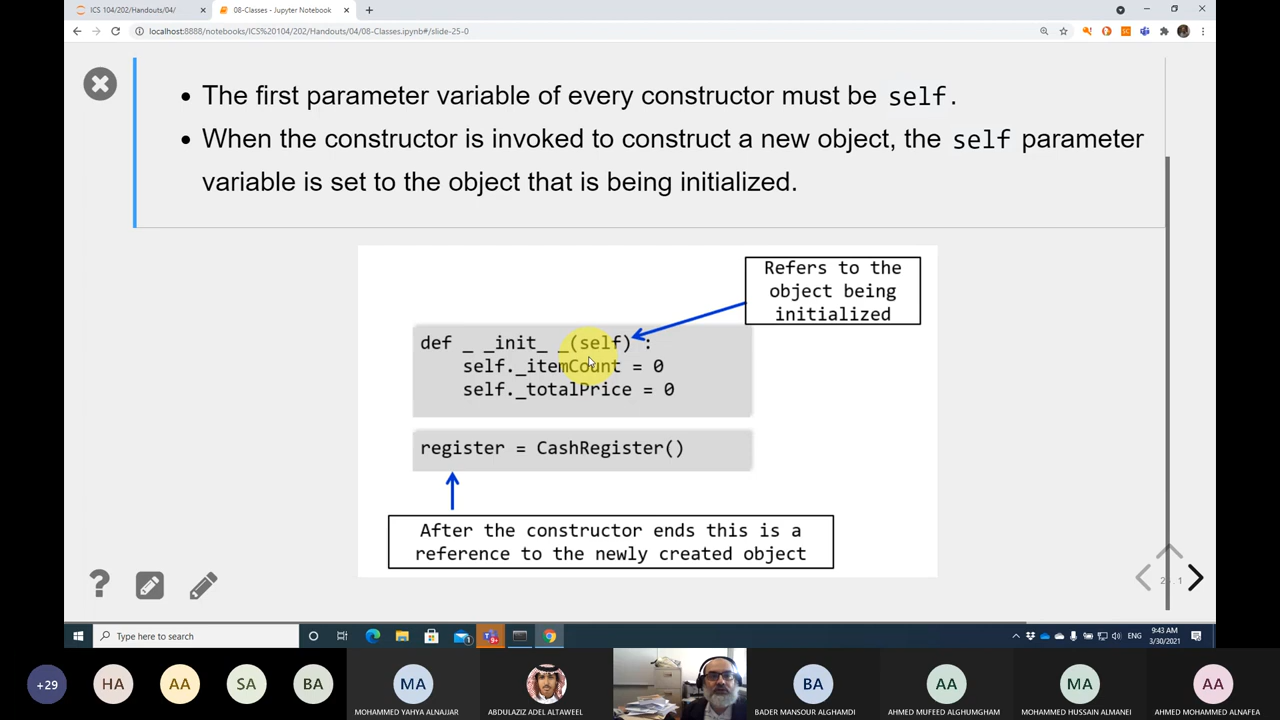 ICS 104/202/Handouts/04/
08-Classes - Jupyter Notebook
localhost:8888/notebooks/ICS%20104/202/Handouts/04/08-Classes.ipynb#/slide-25-0
The first parameter variable of every constructor must be self.
When the constructor is invoked to construct a new object, the self parameter
variable is set to the object that is being initialized.
Refers to the
object being
initialized
def _ _init_ _(self) :
self._itemCount = 0
self._totalPrice = 0
register = CashRegister()
After the constructor ends this is a
reference to the newly created object
Type here to search
ENG
9:43 AM
3/30/2021
+29
HA
AA
SA
BA
MA
BA
AA
MA
AA
MOHAMMED YAHYA ALNAJJAR
ABDULAZIZ ADEL ALTAWEEL
BADER MANSOUR ALGHAMDI
AHMED MUFEED ALGHUMGHAM
MOHAMMED HUSSAIN ALMANEI
AHMED MOHAMMED ALNAFEA